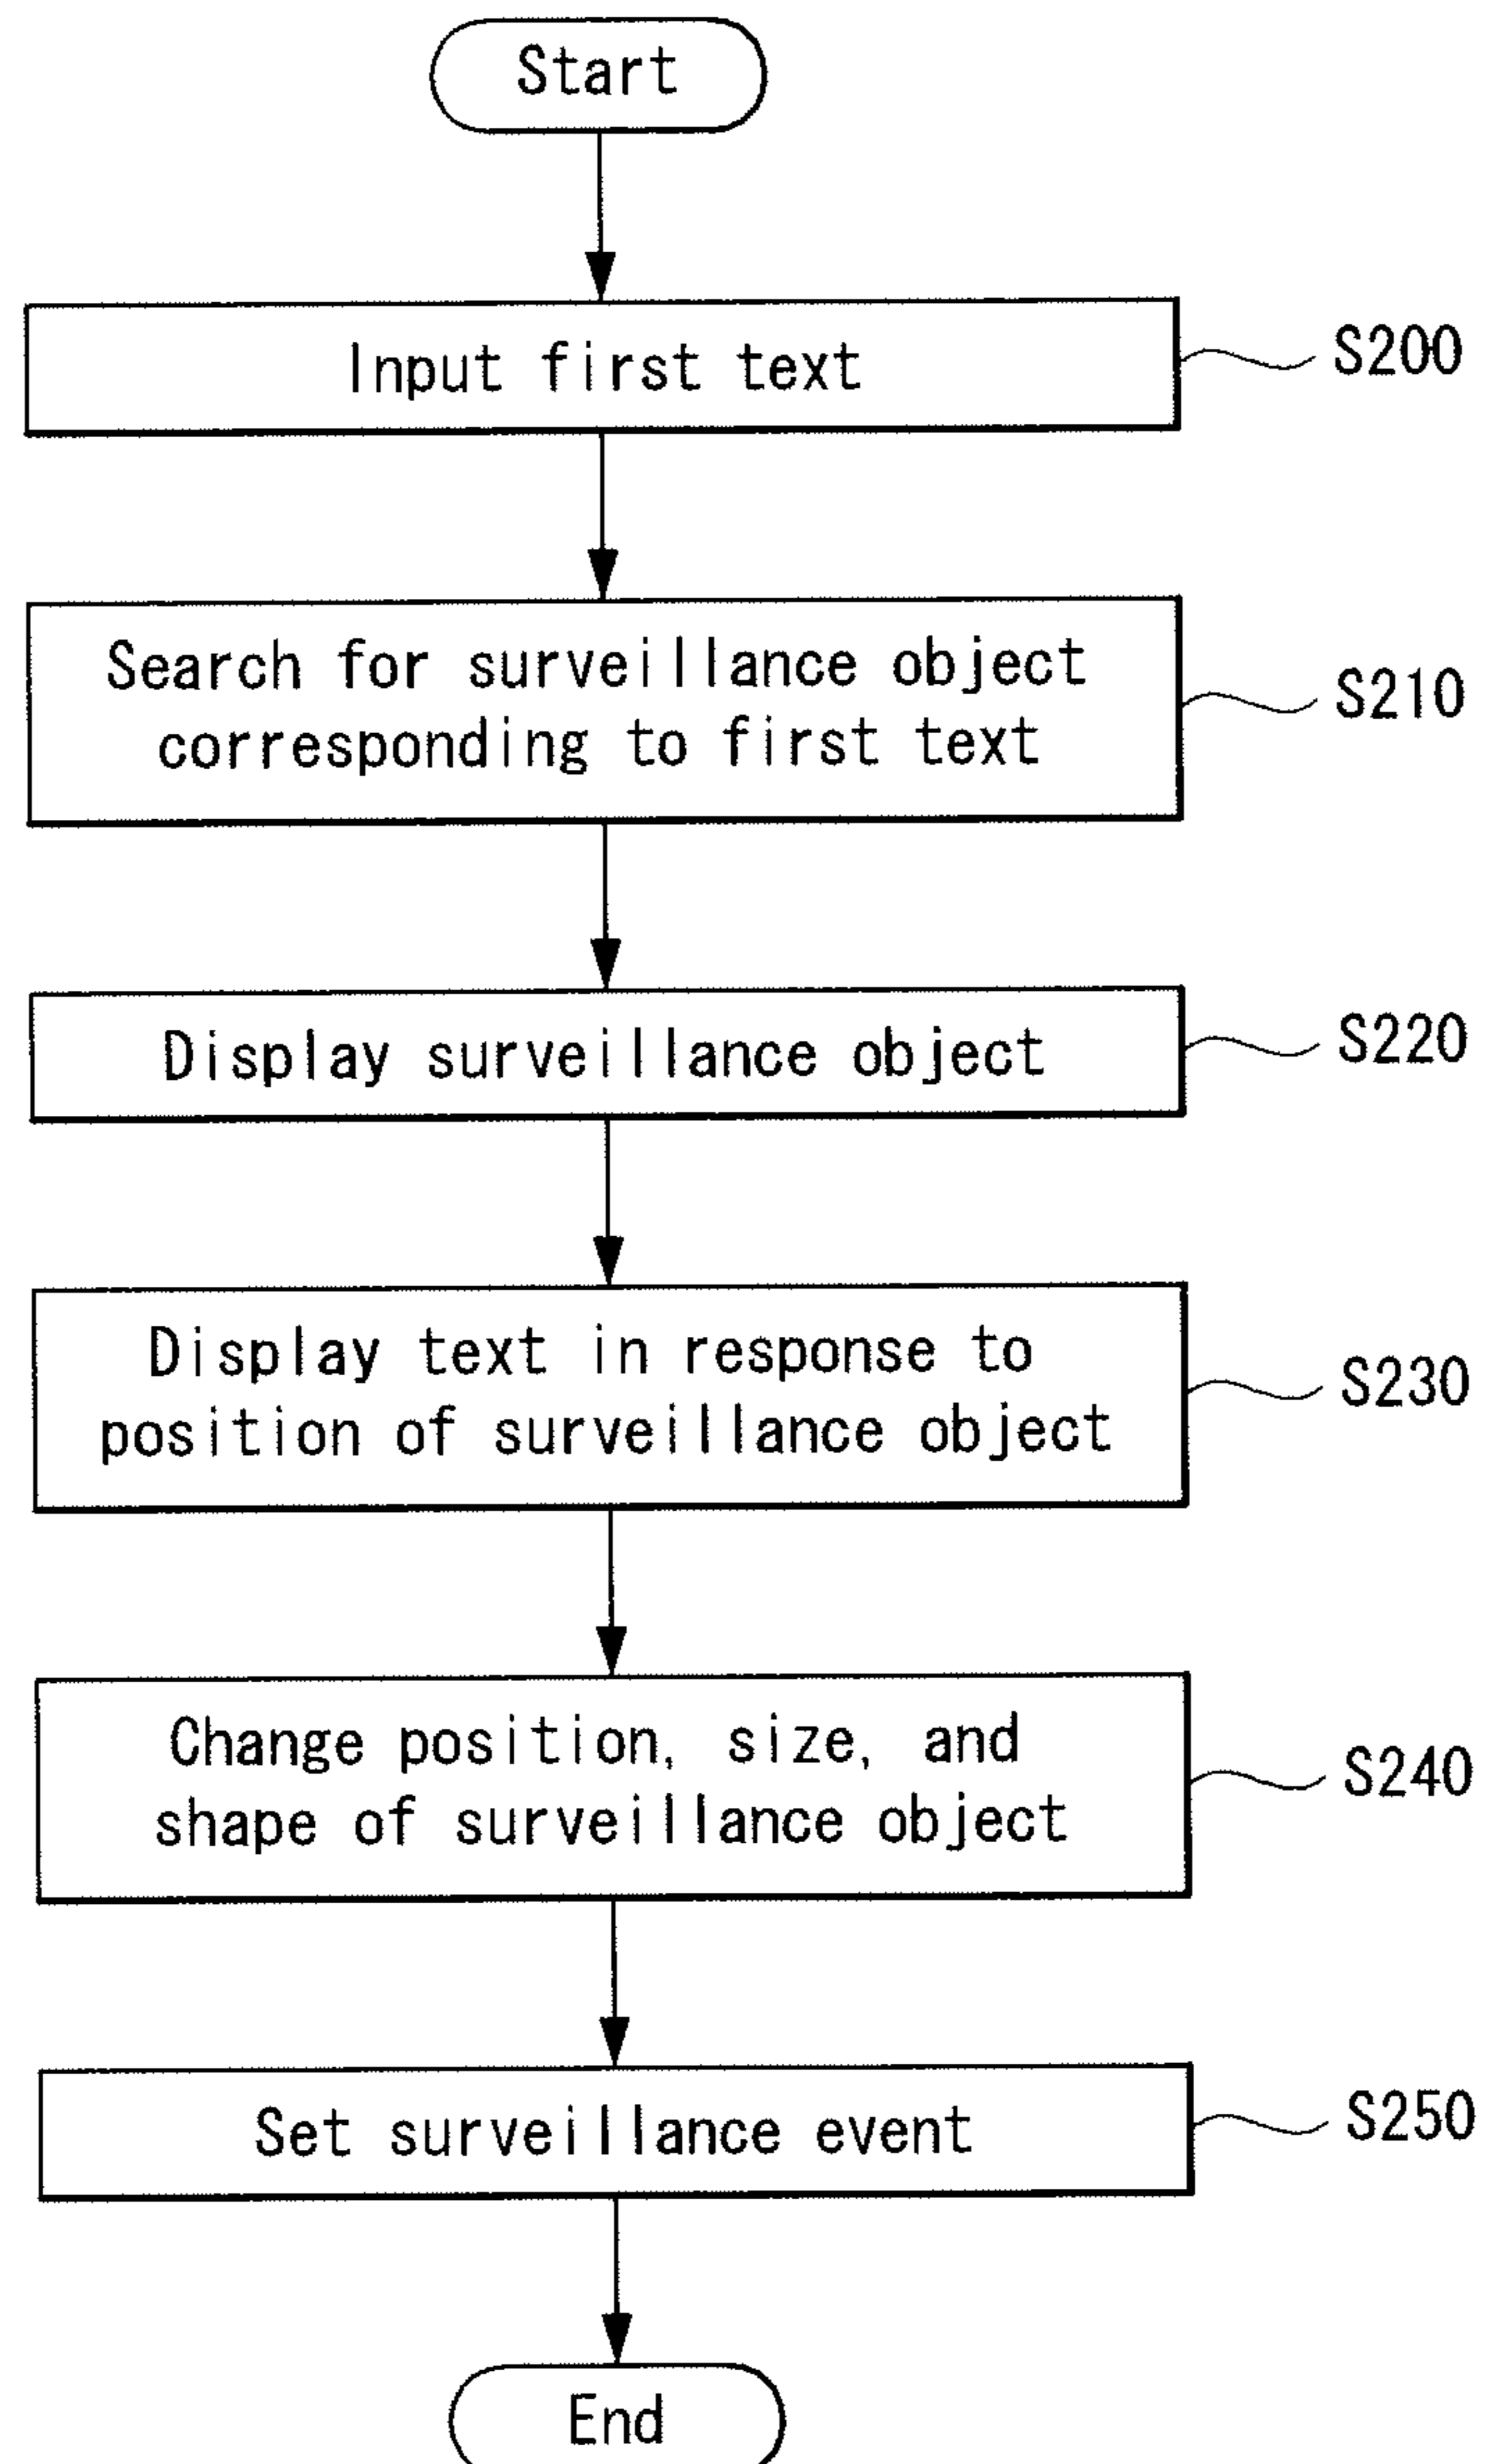 Start
Input first text
S200
Search for surveillance object
corresponding to first text
S210
Display surveillance object
S220
Display text in response to
position of surveillance object
S230
Change position, size, and
shape of surveillance object
S240
Set surveillance event
S250
End